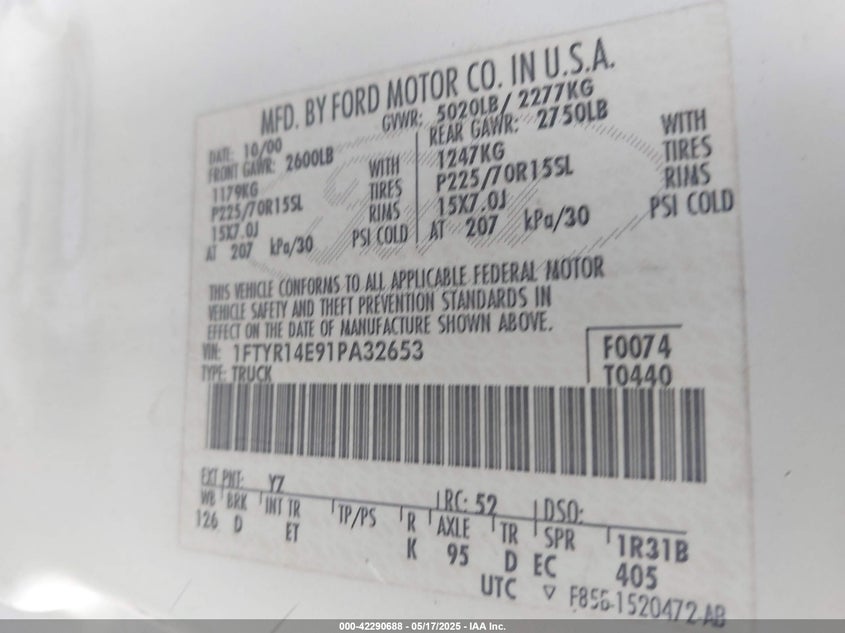 MFD. BY FORD MOTOR CO. IN U.S.A.
DATE: 10/00 GVWR: 5020LB/ 2277KG
FRONT GAWR: 2600LB REAR GAWR: 2750LB
1179KG WITH 1247KG WITH
P225/70R15SL TIRES P225/70R15SL TIRES
15X7.0J RIMS 15X7.0J RIMS
AT 207 kPa/30 PSI COLD AT 207 kPa/30 PSI COLD
THIS VEHICLE CONFORMS TO ALL APPLICABLE FEDERAL MOTOR
VEHICLE SAFETY AND THEFT PREVENTION STANDARDS IN
EFFECT ON THE DATE OF MANUFACTURE SHOWN ABOVE.
VIN: 1FTYR14E91PA32653 F0074
TYPE: TRUCK T0440
EXT PNT: YZ RC: 52 DSO:
WB BRK INT TR TP/PS R AXLE TR SPR 1R31B
126 D ET K 95 D EC 405
UTC F85B-1520472-AB
000-42290688 - 05/17/2025 - IAA Inc.